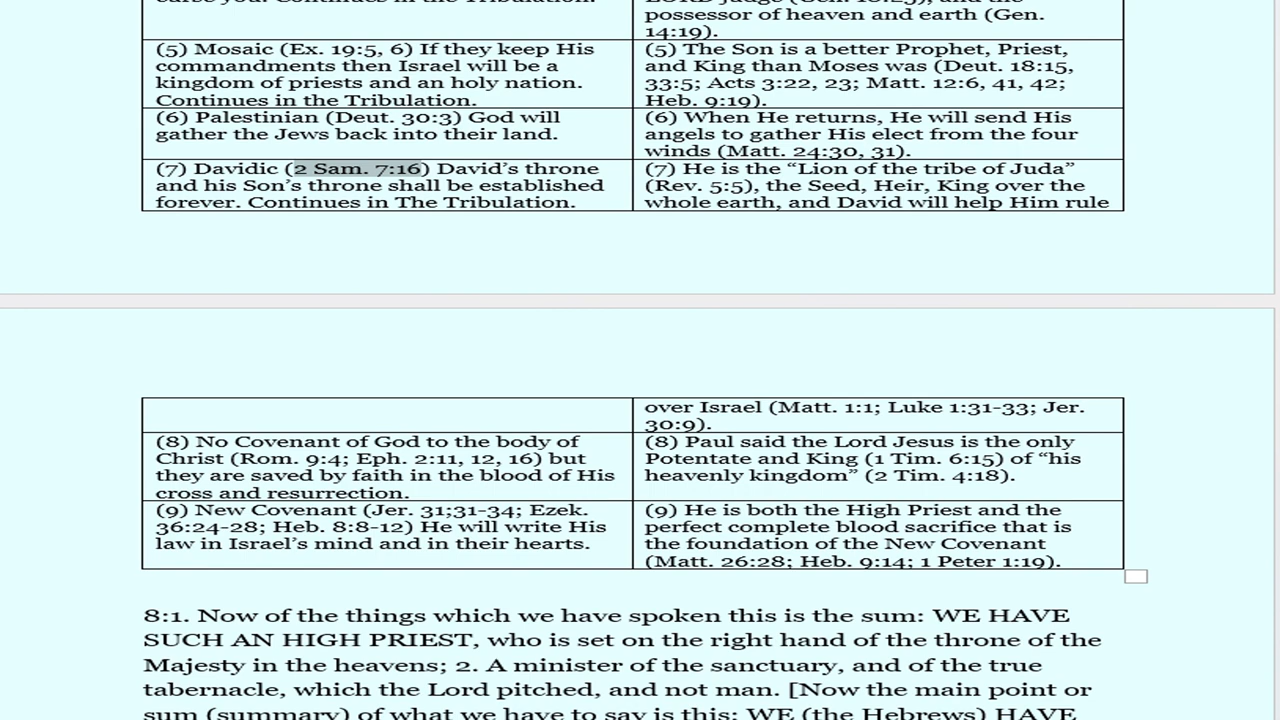 possessor of heaven and earth (Gen.
14:19).
(5) Mosaic (Ex. 19:5, 6) If they keep His
commandments then Israel will be a
kingdom of priests and an holy nation.
Continues in the Tribulation.
(5) The Son is a better Prophet, Priest,
and King than Moses was (Deut. 18:15,
33:5; Acts 3:22, 23; Matt. 12:6, 41, 42;
Heb. 9:19).
(6) Palestinian (Deut. 30:3) God will
gather the Jews back into their land.
(6) When He returns, He will send His
angels to gather His elect from the four
winds (Matt. 24:30, 31).
(7) Davidic (2 Sam. 7:16) David’s throne
and his Son’s throne shall be established
forever. Continues in The Tribulation.
(7) He is the “Lion of the tribe of Juda”
(Rev. 5:5), the Seed, Heir, King over the
whole earth, and David will help Him rule
over Israel (Matt. 1:1; Luke 1:31-33; Jer.
30:9).
(8) No Covenant of God to the body of
Christ (Rom. 9:4; Eph. 2:11, 12, 16) but
they are saved by faith in the blood of His
cross and resurrection.
(8) Paul said the Lord Jesus is the only
Potentate and King (1 Tim. 6:15) of “his
heavenly kingdom” (2 Tim. 4:18).
(9) New Covenant (Jer. 31;31-34; Ezek.
36:24-28; Heb. 8:8-12) He will write His
law in Israel’s mind and in their hearts.
(9) He is both the High Priest and the
perfect complete blood sacrifice that is
the foundation of the New Covenant
(Matt. 26:28; Heb. 9:14; 1 Peter 1:19).
8:1. Now of the things which we have spoken this is the sum: WE HAVE
SUCH AN HIGH PRIEST, who is set on the right hand of the throne of the
Majesty in the heavens; 2. A minister of the sanctuary, and of the true
tabernacle, which the Lord pitched, and not man. [Now the main point or
sum (summary) of what we have to say is this: WE (the Hebrews) HAVE